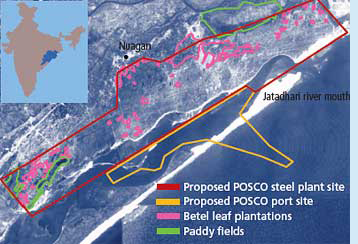 Nuagan
Jatadhari river mouth
Proposed POSCO steel plant site
Proposed POSCO port site
Betel leaf plantations
Paddy fields